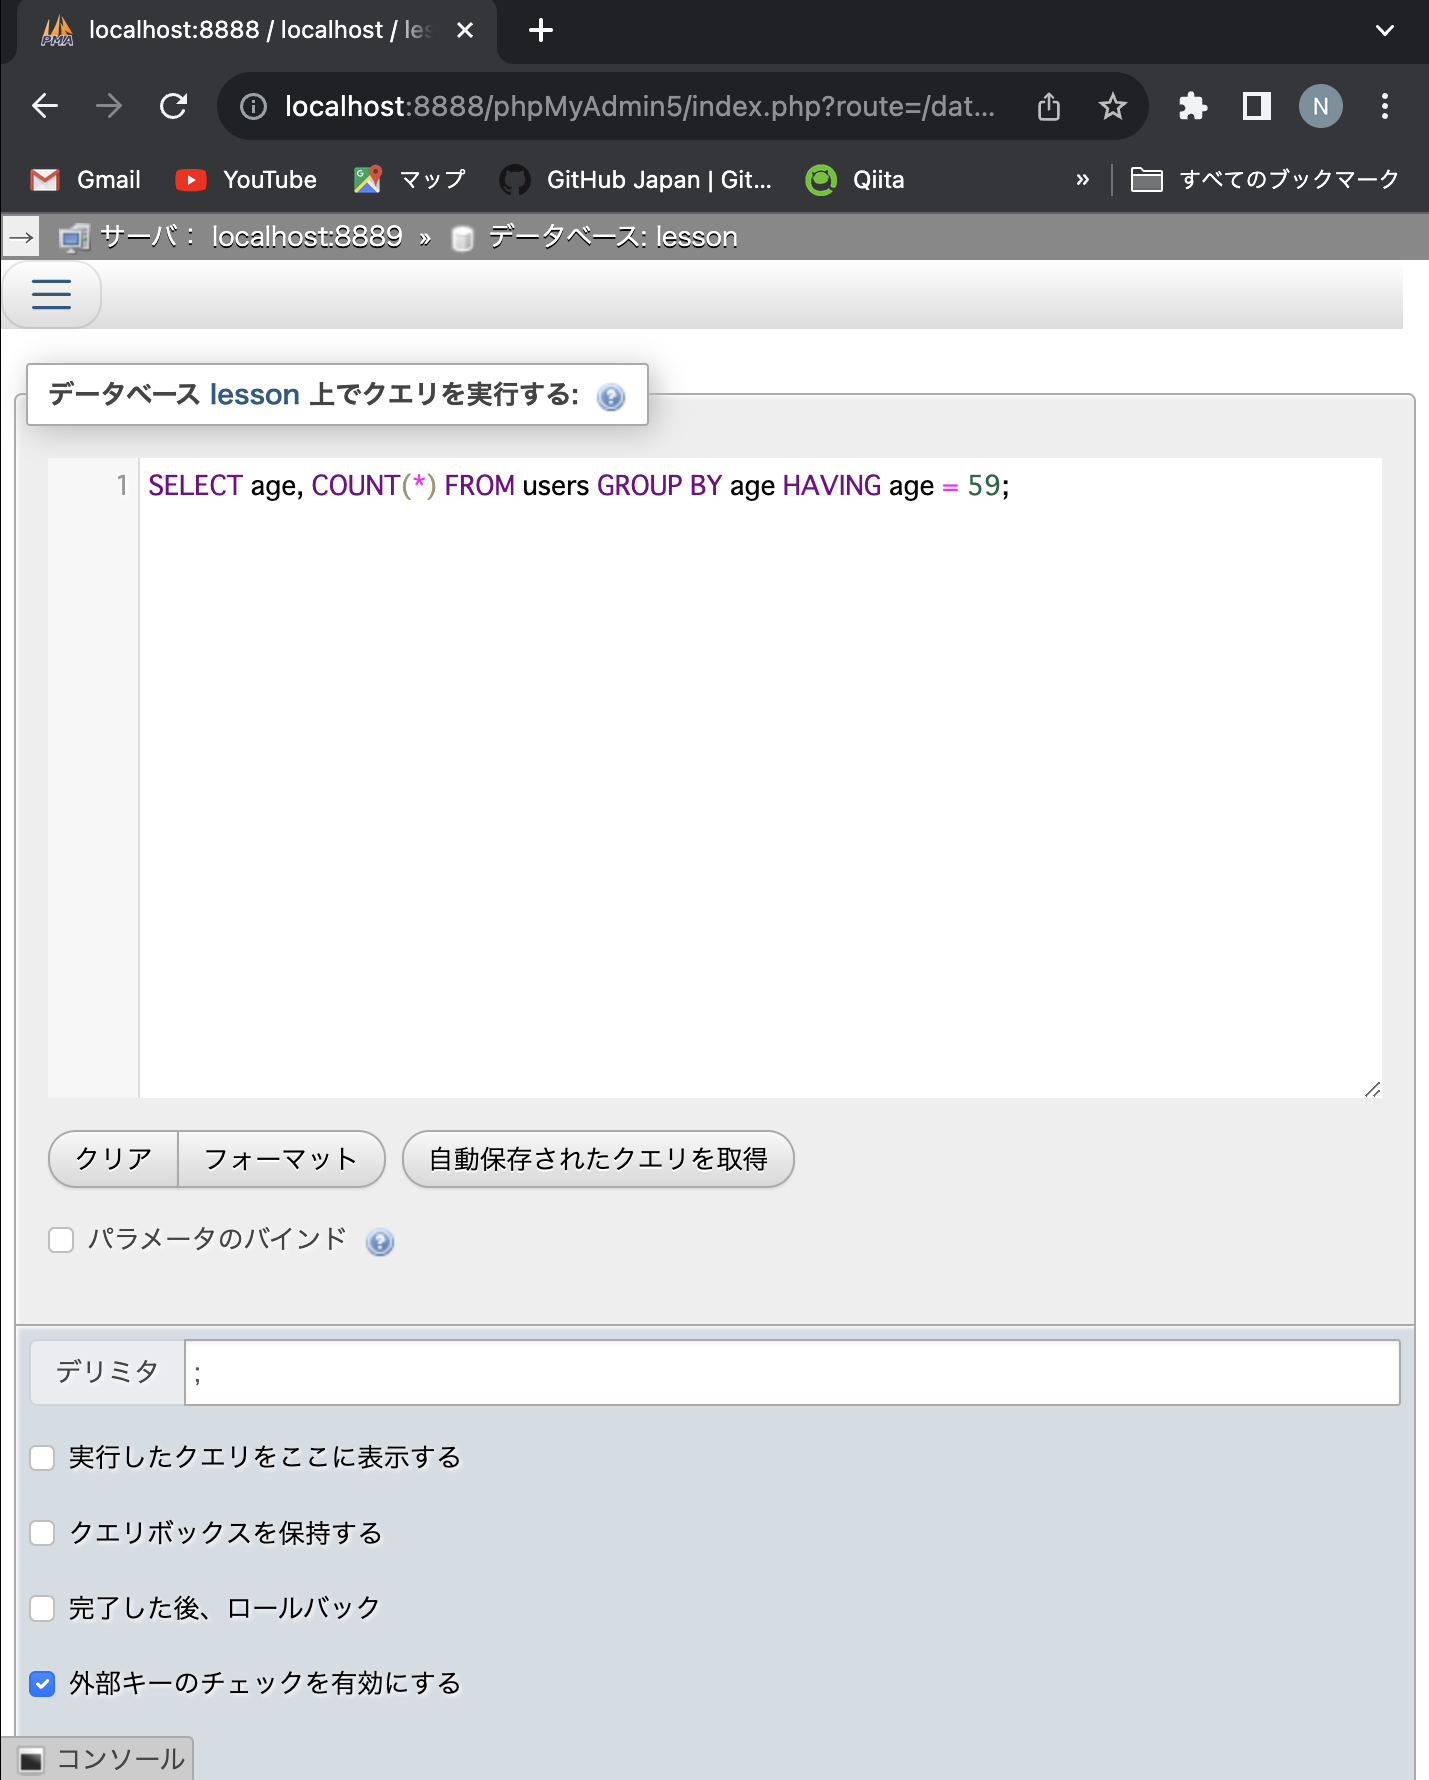 localhost:8888 / localhost / les
localhost:8888/phpMyAdmin5/index.php?route=/dat...
N
Gmail
YouTube
マップ
GitHub Japan | Git...
Qiita
»
すべてのブックマーク
→ サーバ： localhost:8889 » データベース: lesson
データベース lesson 上でクエリを実行する:
1 SELECT age, COUNT(*) FROM users GROUP BY age HAVING age = 59;
クリア
フォーマット
自動保存されたクエリを取得
パラメータのバインド
デリミタ ;
実行したクエリをここに表示する
クエリボックスを保持する
完了した後、ロールバック
外部キーのチェックを有効にする
コンソール